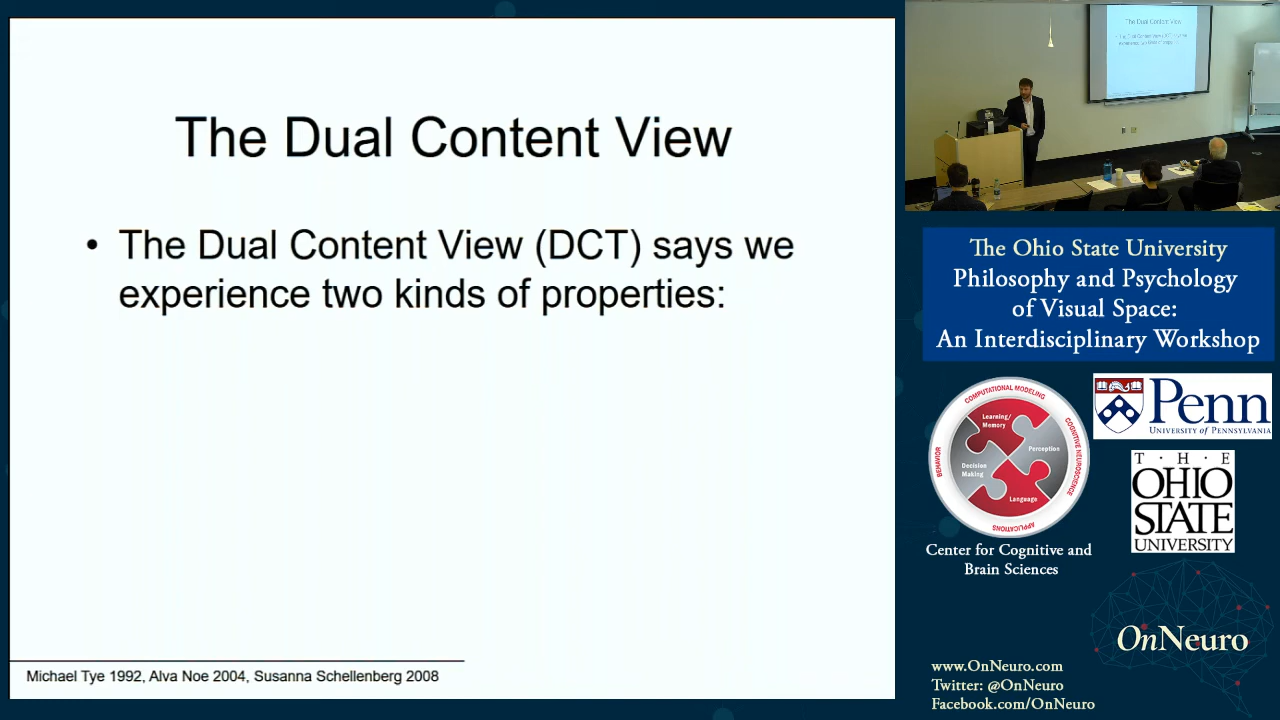 The Dual Content View
• The Dual Content View (DCT) says we
experience two kinds of properties:
Michael Tye 1992, Alva Noe 2004, Susanna Schellenberg 2008
The Dual Content View
The Ohio State University
Philosophy and Psychology
of Visual Space:
An Interdisciplinary Workshop
COMPUTATIONAL MODELING
COGNITIVE NEUROSCIENCE
APPLICATIONS
BEHAVIOR
Learning/
Memory
Perception
Decision
Making
Language
Center for Cognitive and
Brain Sciences
Penn
UNIVERSITY of PENNSYLVANIA
T · H · E
OHIO
STATE
UNIVERSITY
OnNeuro
www.OnNeuro.com
Twitter: @OnNeuro
Facebook.com/OnNeuro